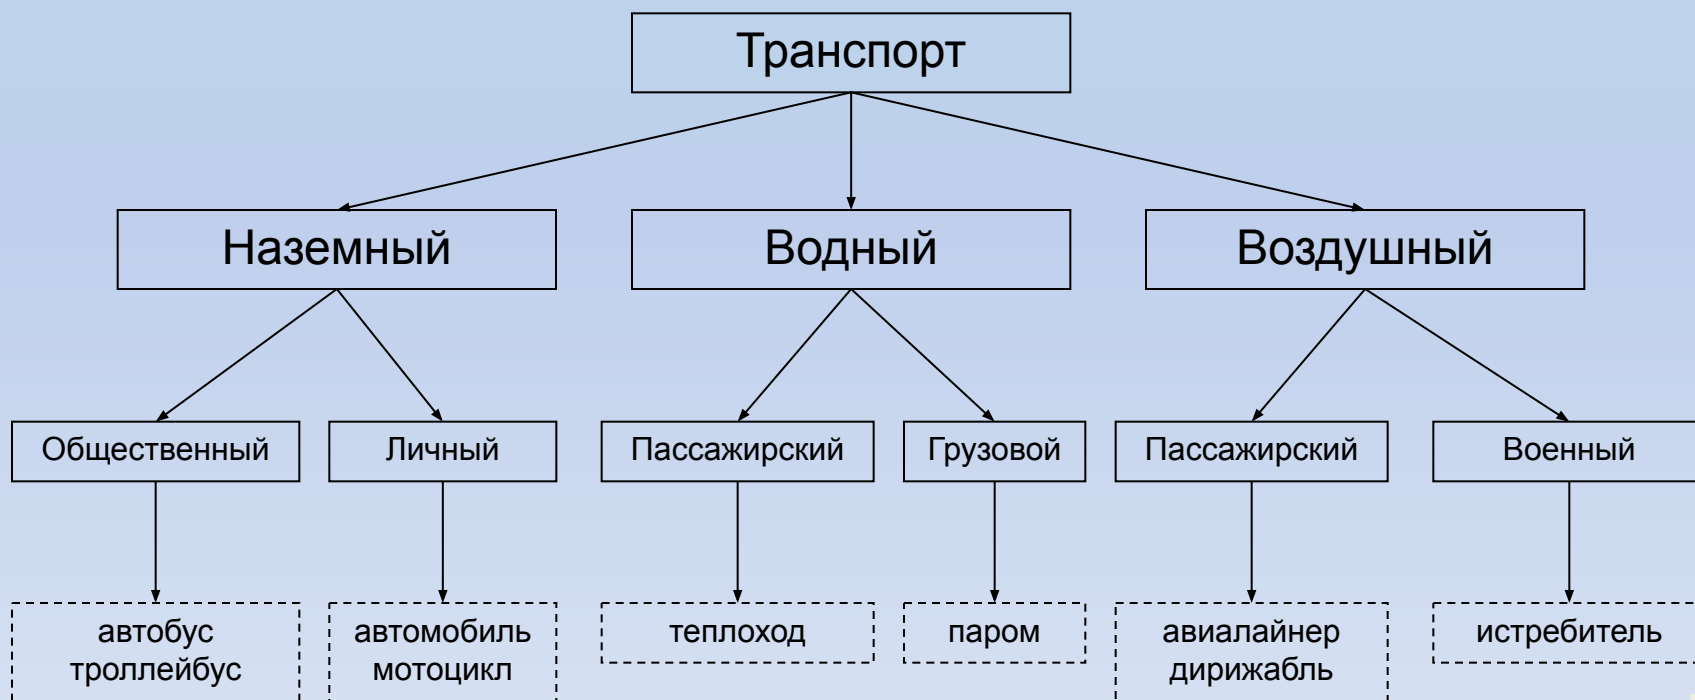 Транспорт
Наземный
Водный
Воздушный
Общественный
Личный
Пассажирский
Грузовой
Пассажирский
Военный
автобус
троллейбус
автомобиль
мотоцикл
теплоход
паром
авиалайнер
дирижабль
истребитель